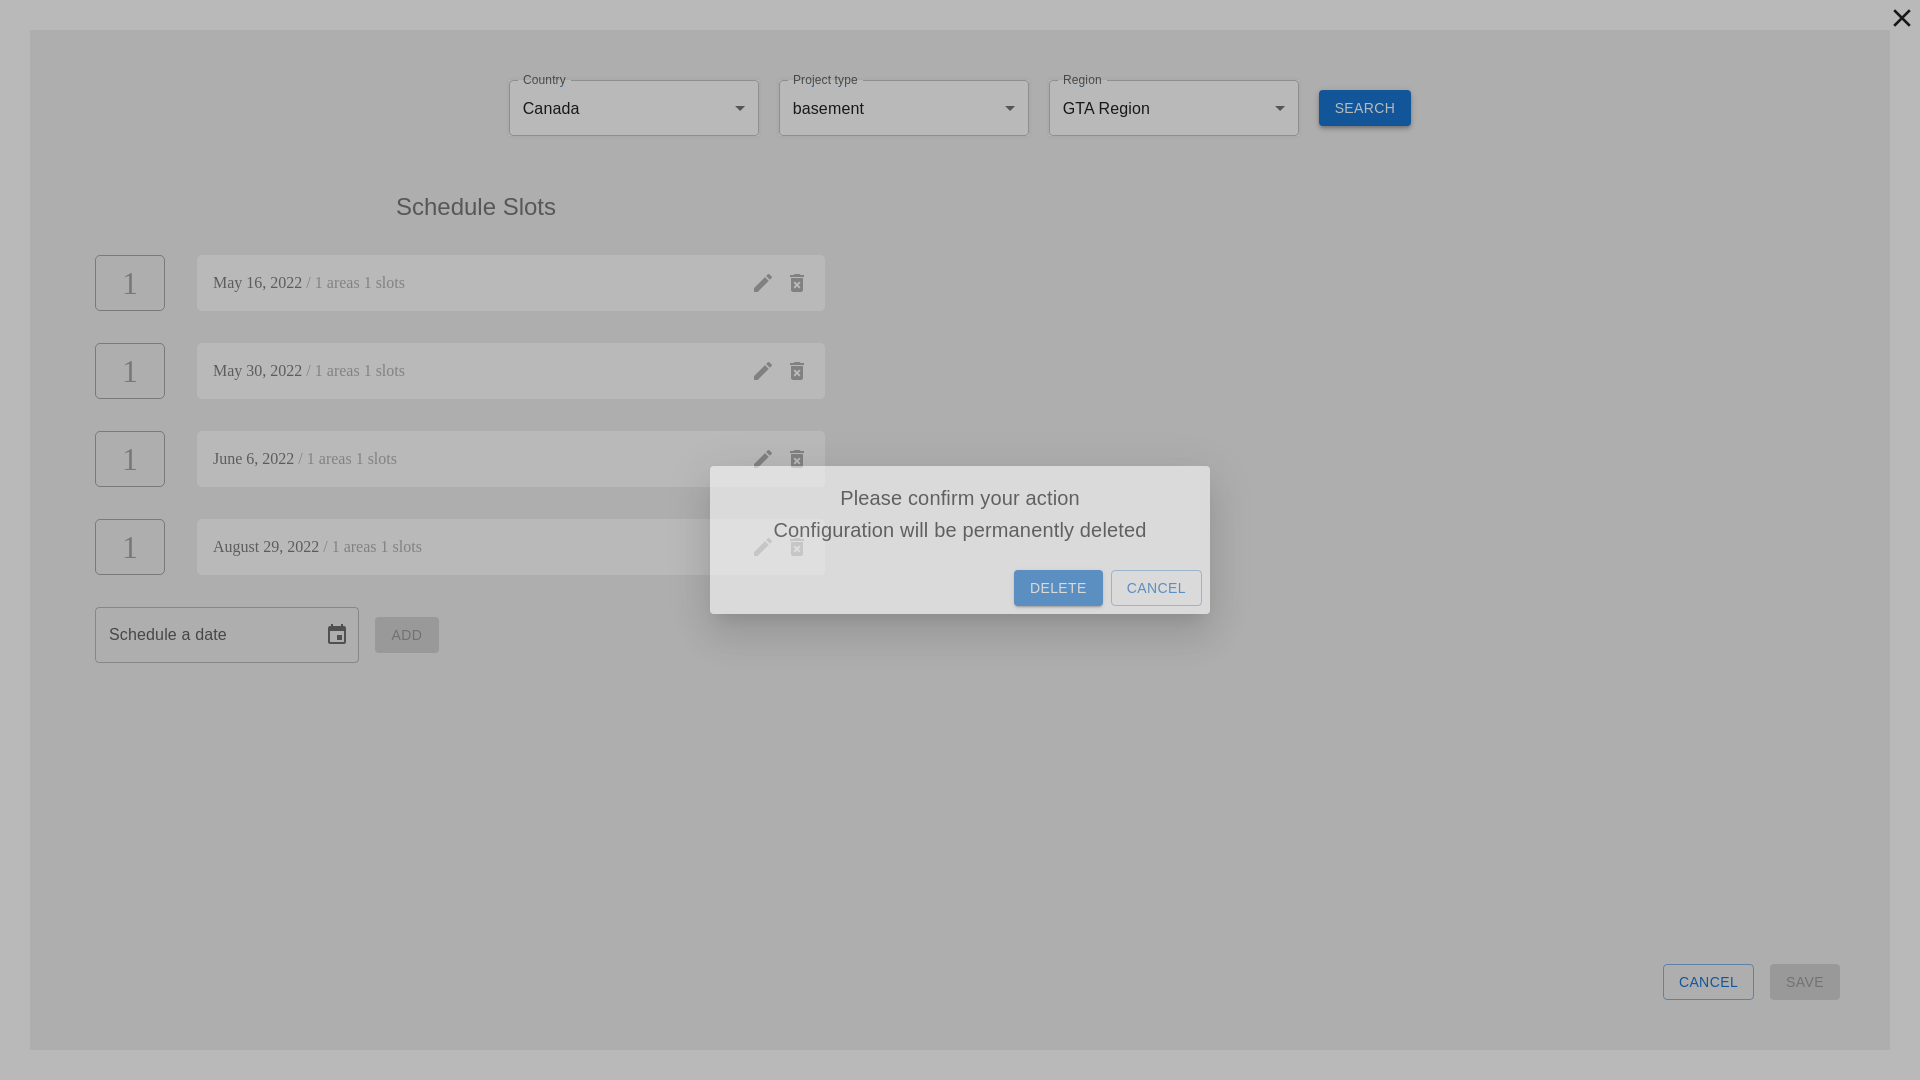 Country
Canada
Project type
basement
Region
GTA Region
SEARCH
Schedule Slots
1
May 16, 2022 / 1 areas 1 slots
1
May 30, 2022 / 1 areas 1 slots
1
June 6, 2022 / 1 areas 1 slots
1
August 29, 2022 / 1 areas 1 slots
Please confirm your action
Configuration will be permanently deleted
DELETE
CANCEL
Schedule a date
ADD
CANCEL
SAVE